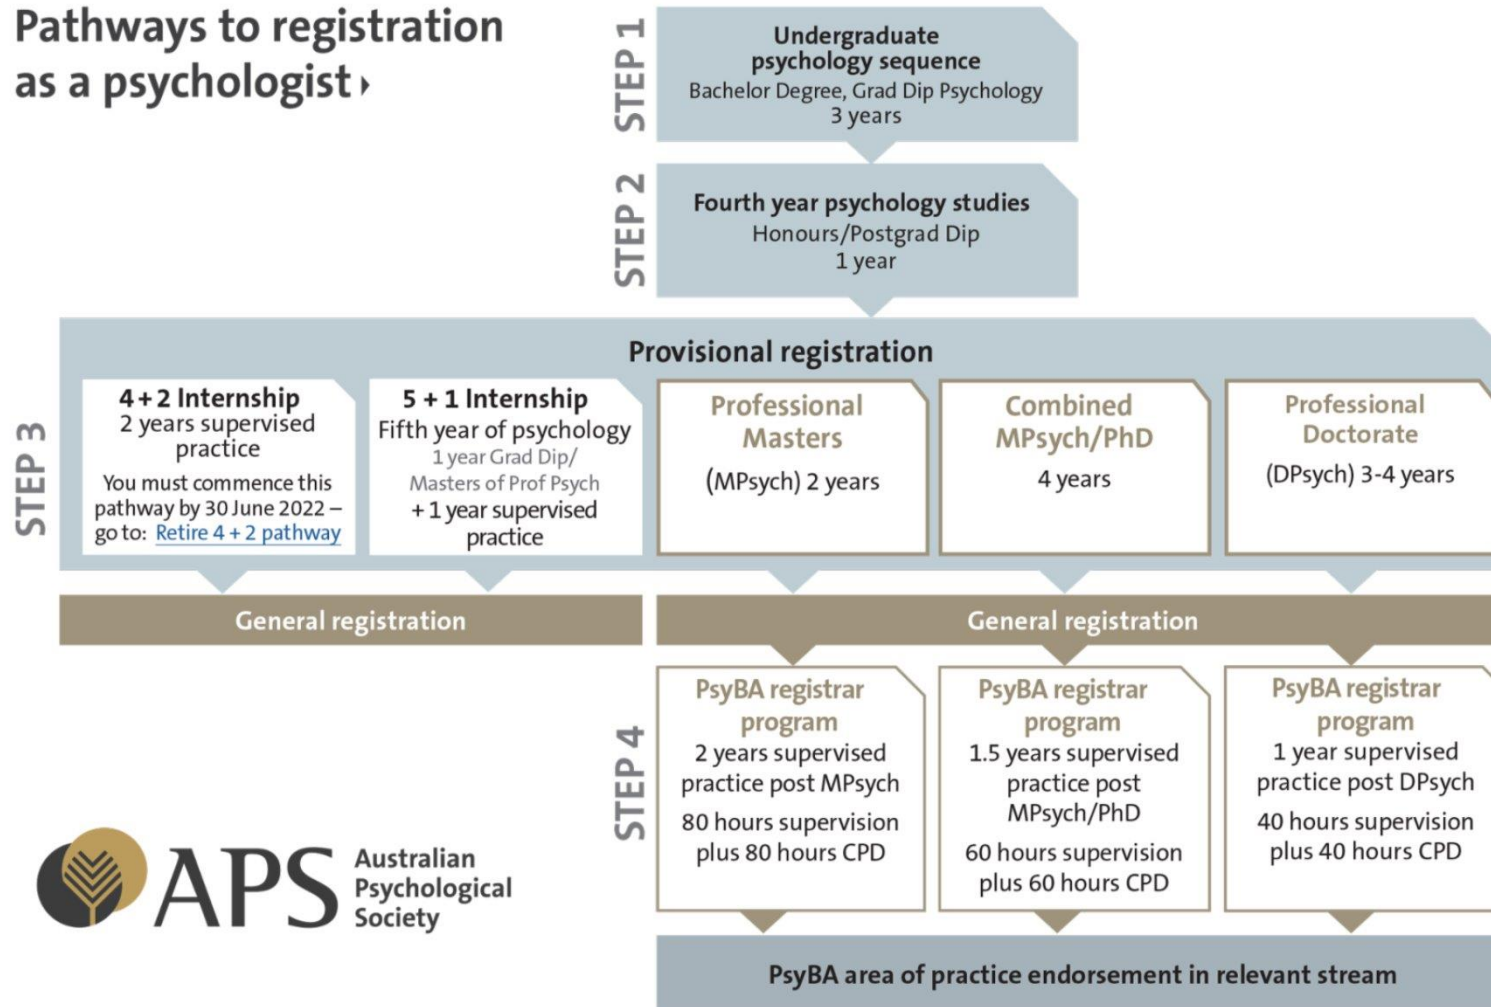 Pathways to registration
as a psychologist
STEP 1
Undergraduate
psychology sequence
Bachelor Degree, Grad Dip Psychology
3 years
STEP 2
Fourth year psychology studies
Honours/Postgrad Dip
1 year
STEP 3
Provisional registration
4 + 2 Internship
2 years supervised
practice
You must commence this
pathway by 30 June 2022 –
go to: Retire 4 + 2 pathway
5 + 1 Internship
Fifth year of psychology
1 year Grad Dip/
Masters of Prof Psych
+ 1 year supervised
practice
Professional
Masters
(MPsych) 2 years
Combined
MPsych/PhD
4 years
Professional
Doctorate
(DPsych) 3-4 years
General registration
General registration
STEP 4
PsyBA registrar
program
2 years supervised
practice post MPsych
80 hours supervision
plus 80 hours CPD
PsyBA registrar
program
1.5 years supervised
practice post
MPsych/PhD
60 hours supervision
plus 60 hours CPD
PsyBA registrar
program
1 year supervised
practice post DPsych
40 hours supervision
plus 40 hours CPD
APS
Australian
Psychological
Society
PsyBA area of practice endorsement in relevant stream